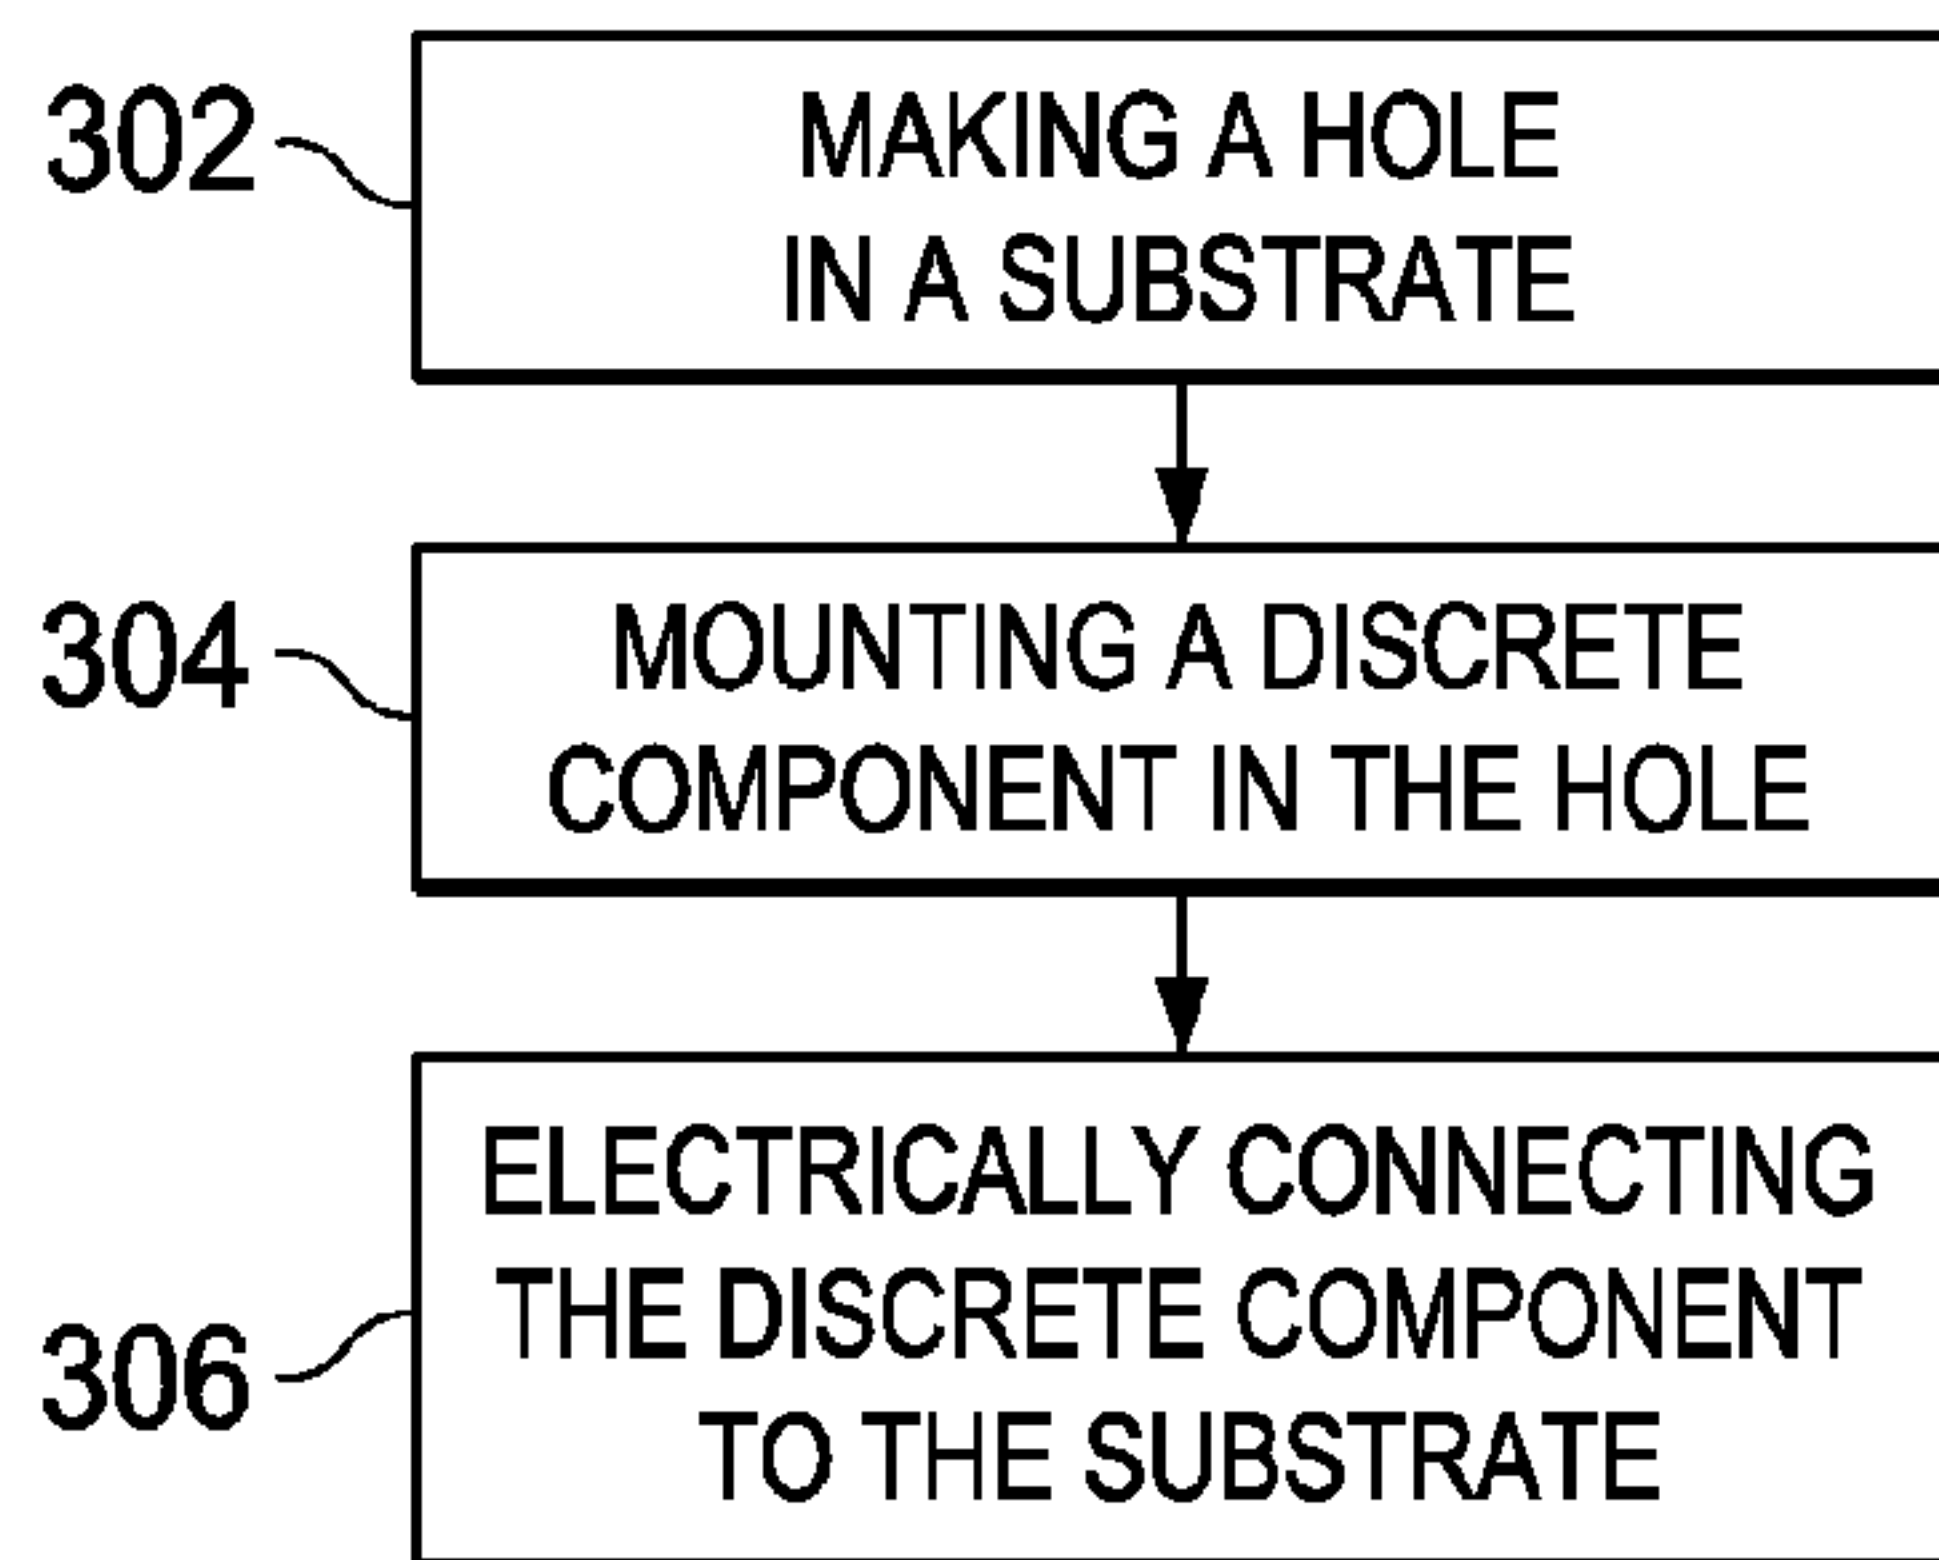 302
MAKING A HOLE
IN A SUBSTRATE
304
MOUNTING A DISCRETE
COMPONENT IN THE HOLE
306
ELECTRICALLY CONNECTING
THE DISCRETE COMPONENT
TO THE SUBSTRATE